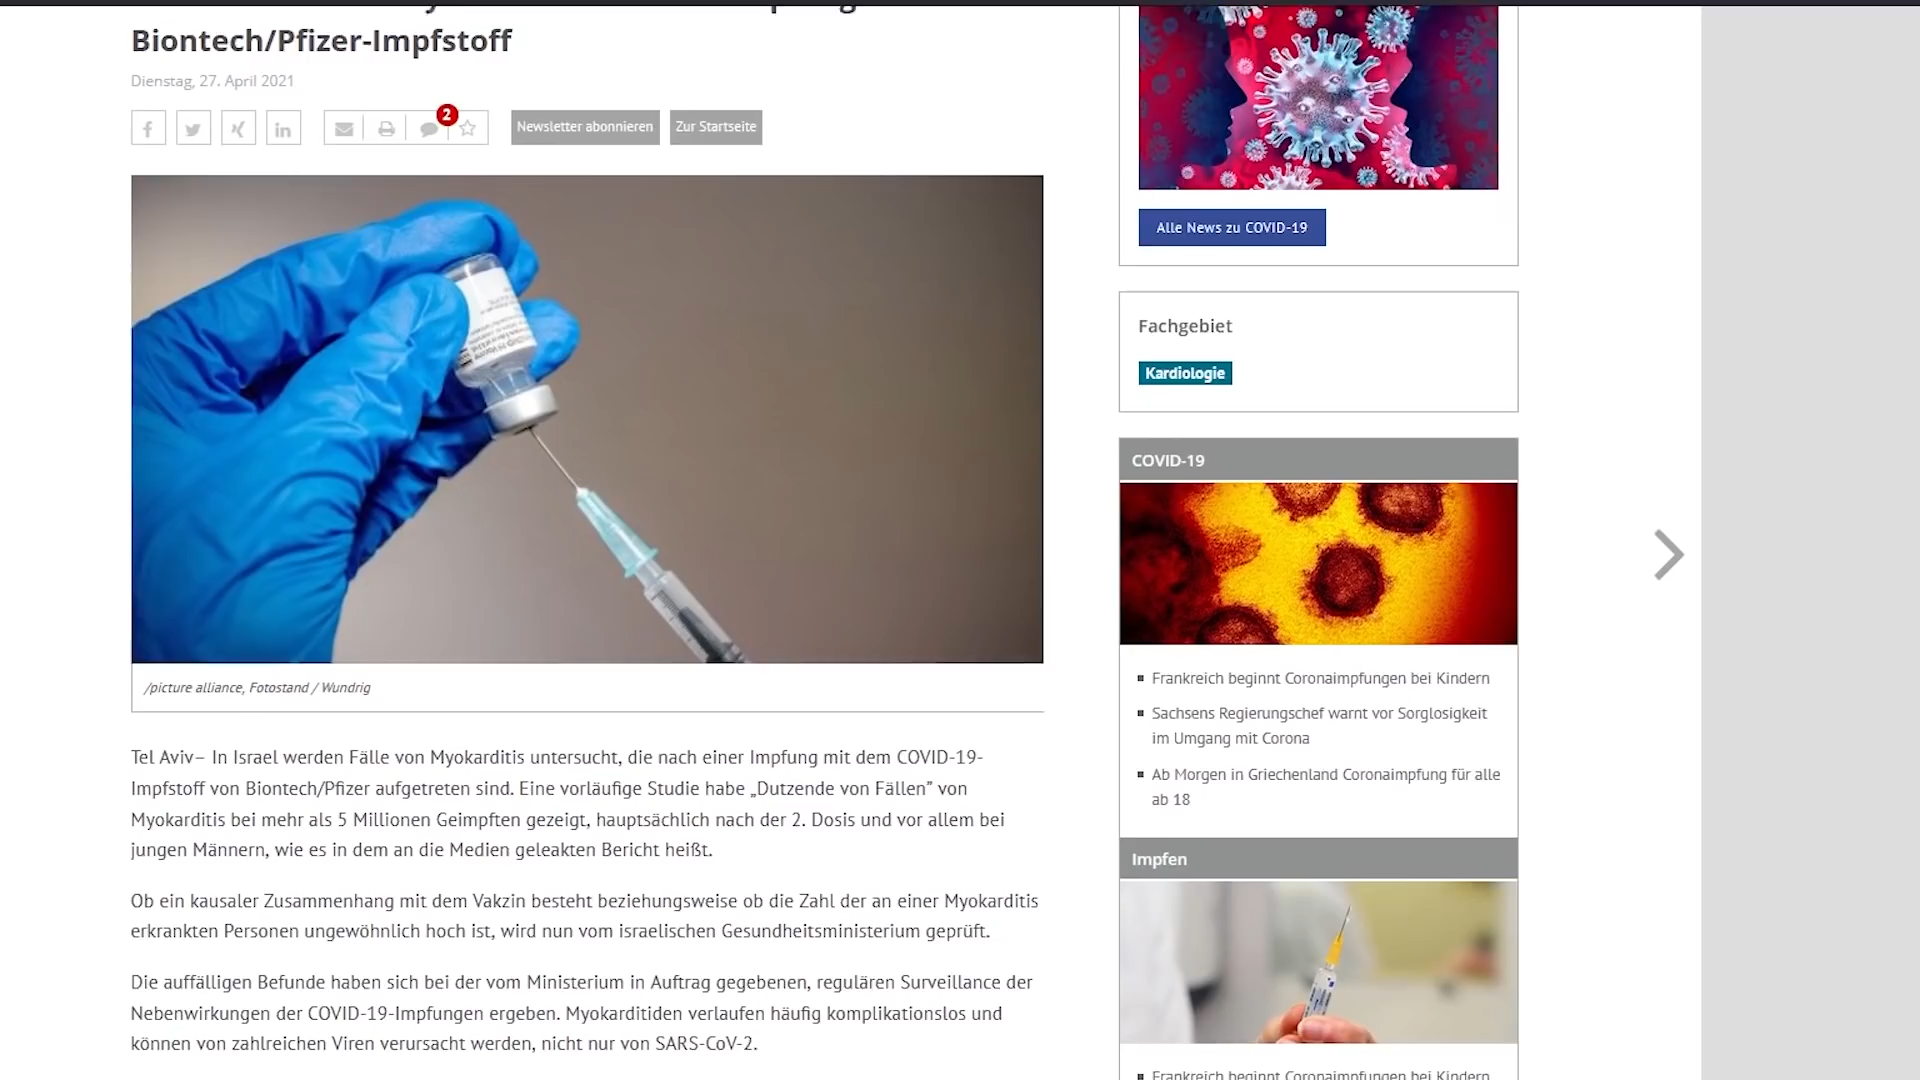 Biontech/Pfizer-Impfstoff
Dienstag, 27. April 2021
2
Newsletter abonnieren
Zur Startseite
/picture alliance, Fotostand / Wundrig
Tel Aviv– In Israel werden Fälle von Myokarditis untersucht, die nach einer Impfung mit dem COVID-19-
Impfstoff von Biontech/Pfizer aufgetreten sind. Eine vorläufige Studie habe „Dutzende von Fällen” von
Myokarditis bei mehr als 5 Millionen Geimpften gezeigt, hauptsächlich nach der 2. Dosis und vor allem bei
jungen Männern, wie es in dem an die Medien geleakten Bericht heißt.
Ob ein kausaler Zusammenhang mit dem Vakzin besteht beziehungsweise ob die Zahl der an einer Myokarditis
erkrankten Personen ungewöhnlich hoch ist, wird nun vom israelischen Gesundheitsministerium geprüft.
Die auffälligen Befunde haben sich bei der vom Ministerium in Auftrag gegebenen, regulären Surveillance der
Nebenwirkungen der COVID-19-Impfungen ergeben. Myokarditiden verlaufen häufig komplikationslos und
können von zahlreichen Viren verursacht werden, nicht nur von SARS-CoV-2.
Alle News zu COVID-19
Fachgebiet
Kardiologie
COVID-19
Frankreich beginnt Coronaimpfungen bei Kindern
Sachsens Regierungschef warnt vor Sorglosigkeit
im Umgang mit Corona
Ab Morgen in Griechenland Coronaimpfung für alle
ab 18
Impfen
Frankreich beginnt Coronaimpfungen bei Kindern